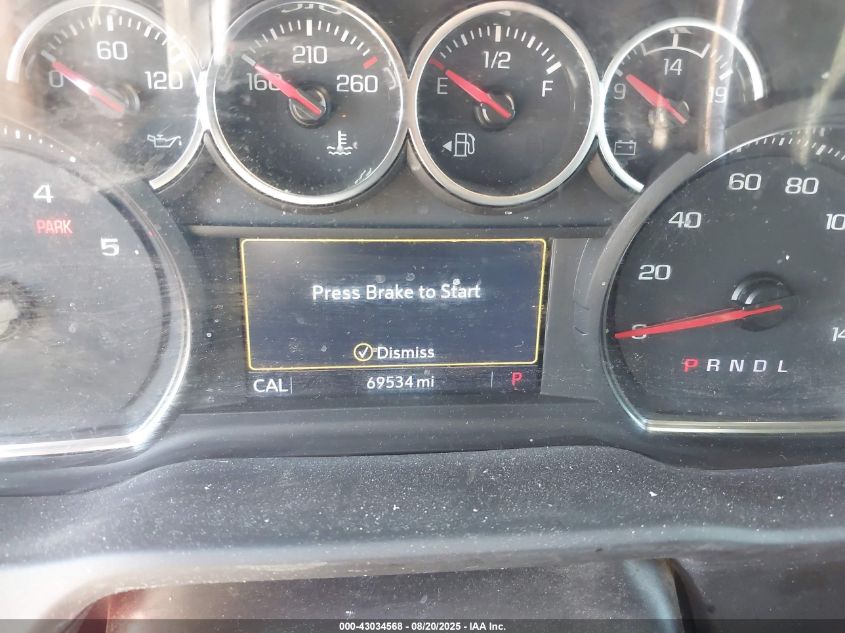 0 60 120
160 210 260
E 1/2 F
9 14 19
4
PARK
5
20 40 60 80
0
Press Brake to Start
Dismiss
CAL 69534 mi P
P R N D L
000-43034568 - 08/20/2025 - IAA Inc.